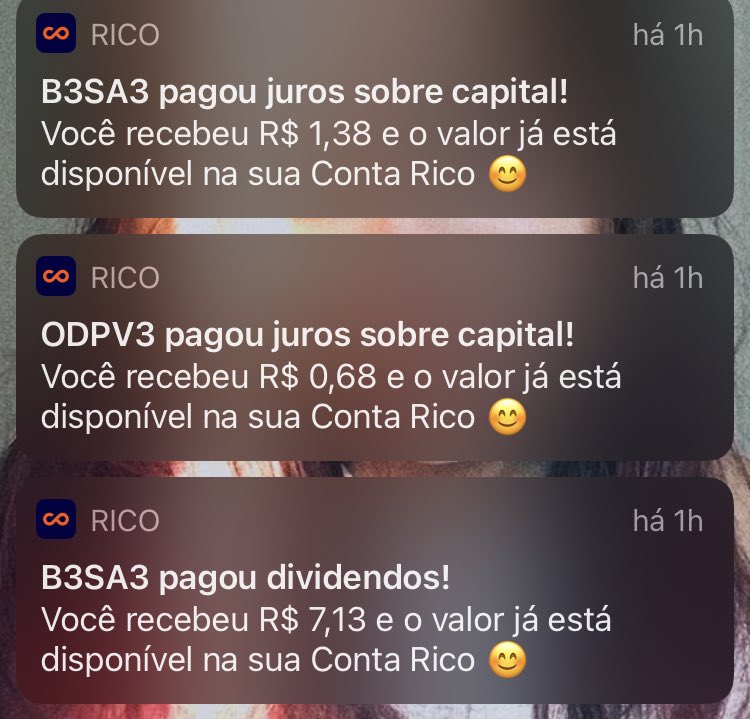 RICO há 1h
B3SA3 pagou juros sobre capital!
Você recebeu R$ 1,38 e o valor já está
disponível na sua Conta Rico 😊
RICO há 1h
ODPV3 pagou juros sobre capital!
Você recebeu R$ 0,68 e o valor já está
disponível na sua Conta Rico 😊
RICO há 1h
B3SA3 pagou dividendos!
Você recebeu R$ 7,13 e o valor já está
disponível na sua Conta Rico 😊